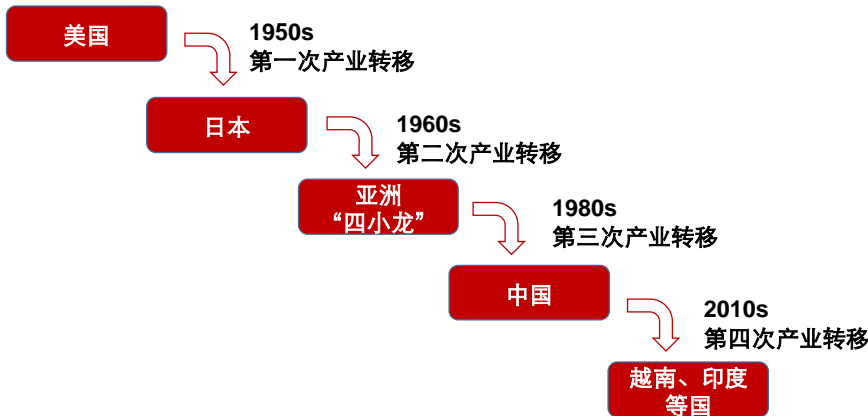 美国
1950s
第一次产业转移
日本
1960s
第二次产业转移
亚洲
“四小龙”
1980s
第三次产业转移
中国
2010s
第四次产业转移
越南、印度
等国